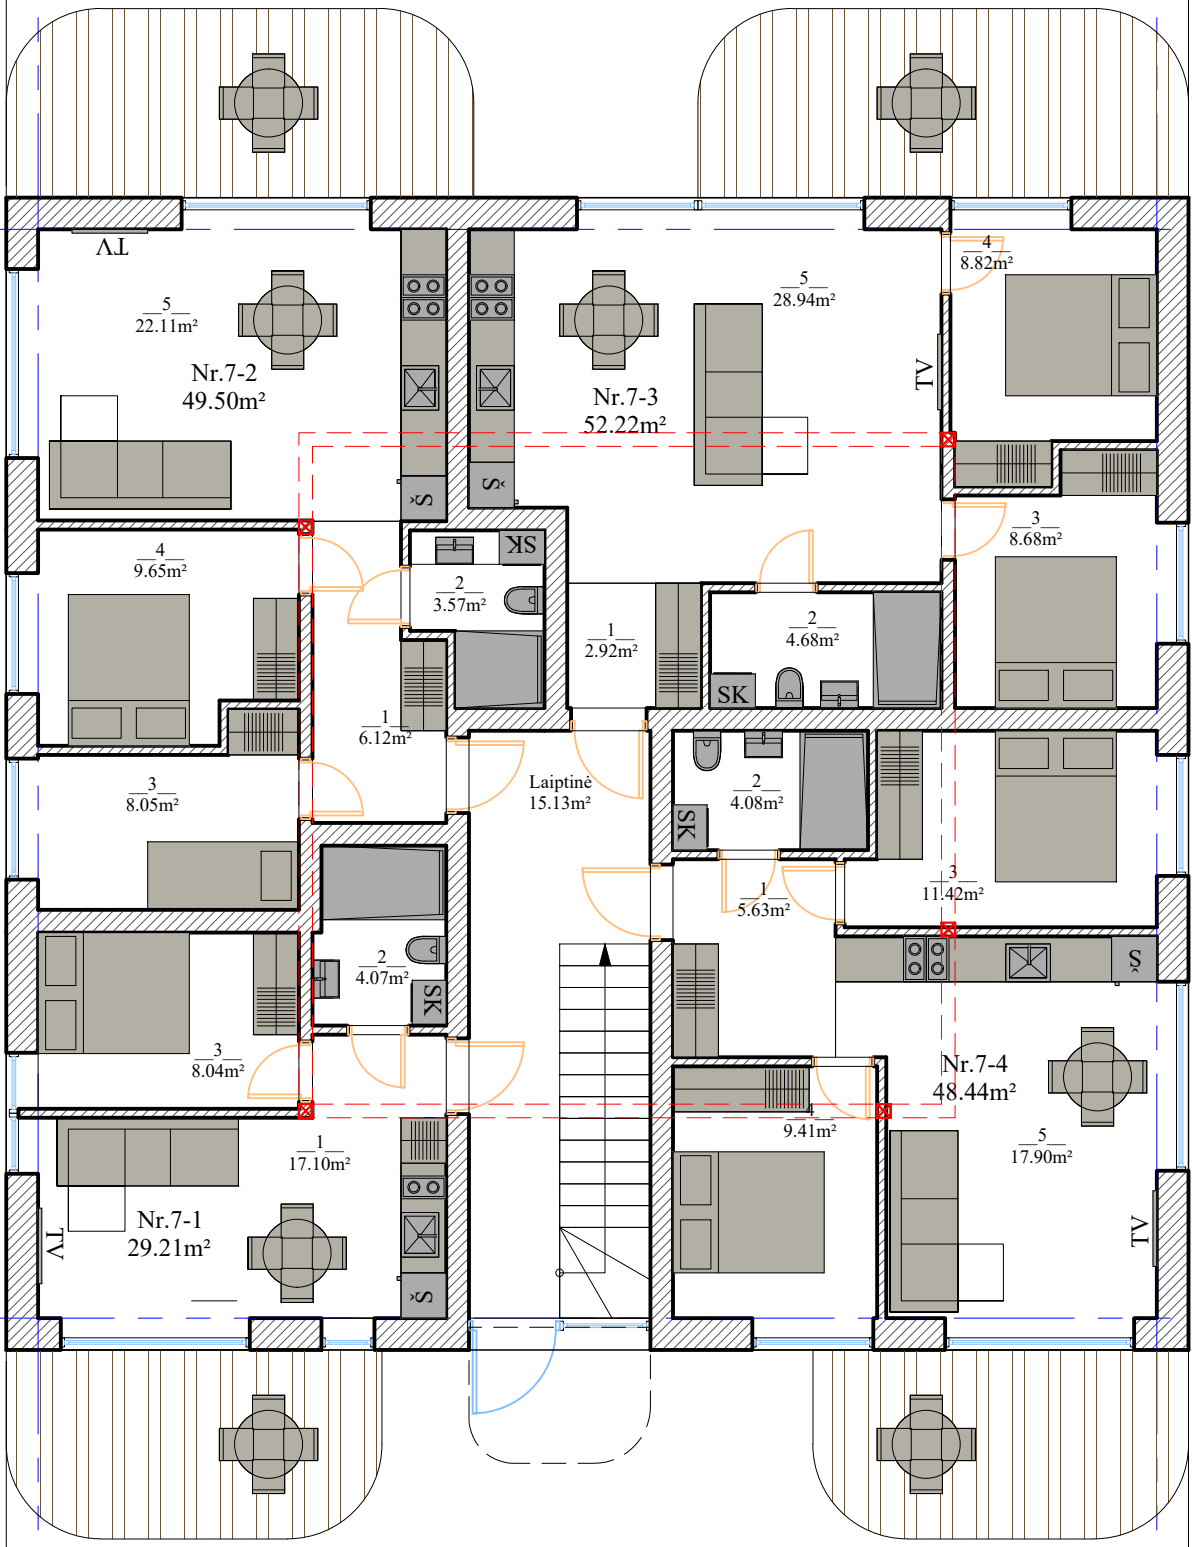 4
8.82m²
TV
5
22.11m²
5
28.94m²
Nr.7-2
49.50m²
Nr.7-3
52.22m²
TV
Š
Š
3
8.68m²
4
9.65m²
SK
2
3.57m²
1
2.92m²
2
4.68m²
SK
1
6.12m²
3
8.05m²
Laiptinė
15.13m²
2
4.08m²
SK
3
11.42m²
1
5.63m²
2
4.07m²
SK
Š
3
8.04m²
Nr.7-4
48.44m²
4
9.41m²
5
17.90m²
1
17.10m²
Nr.7-1
29.21m²
TV
TV
Š